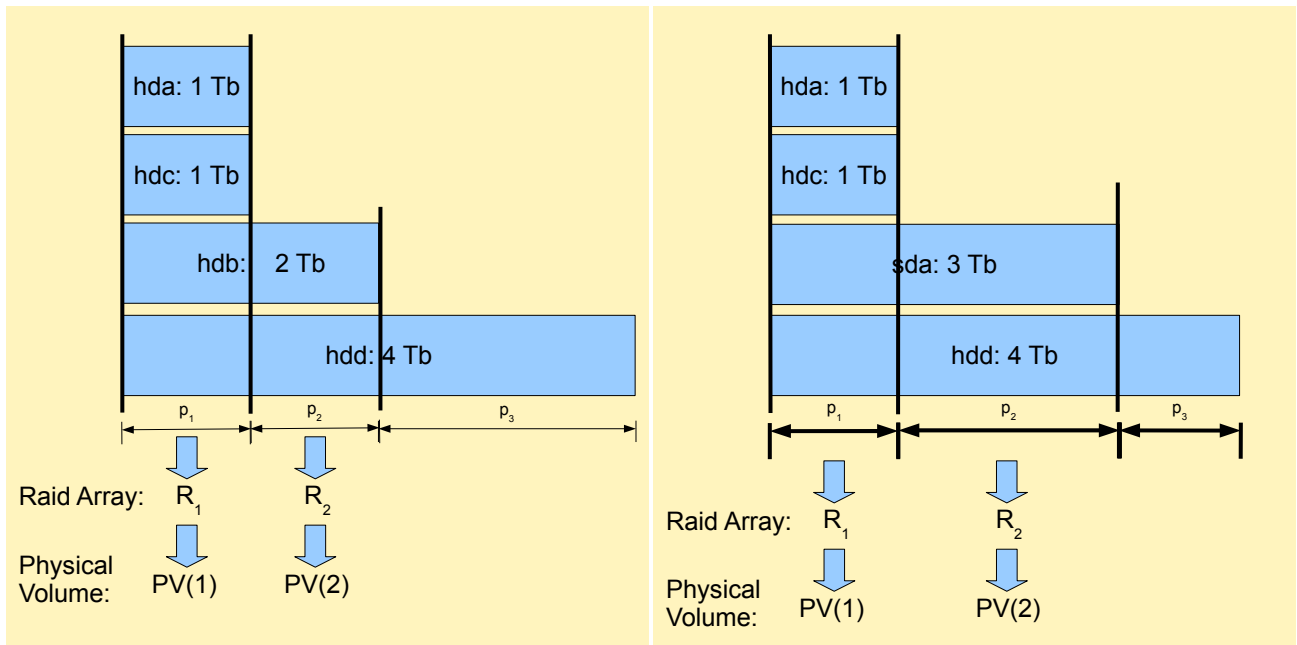 hda: 1 Tb
hdc: 1 Tb
hdb: 2 Tb
hdd: 4 Tb
p₁ p₂ p₃
Raid Array: R₁ R₂
Physical
Volume: PV(1) PV(2)
hda: 1 Tb
hdc: 1 Tb
sda: 3 Tb
hdd: 4 Tb
p₁ p₂ p₃
Raid Array: R₁ R₂
Physical
Volume: PV(1) PV(2)